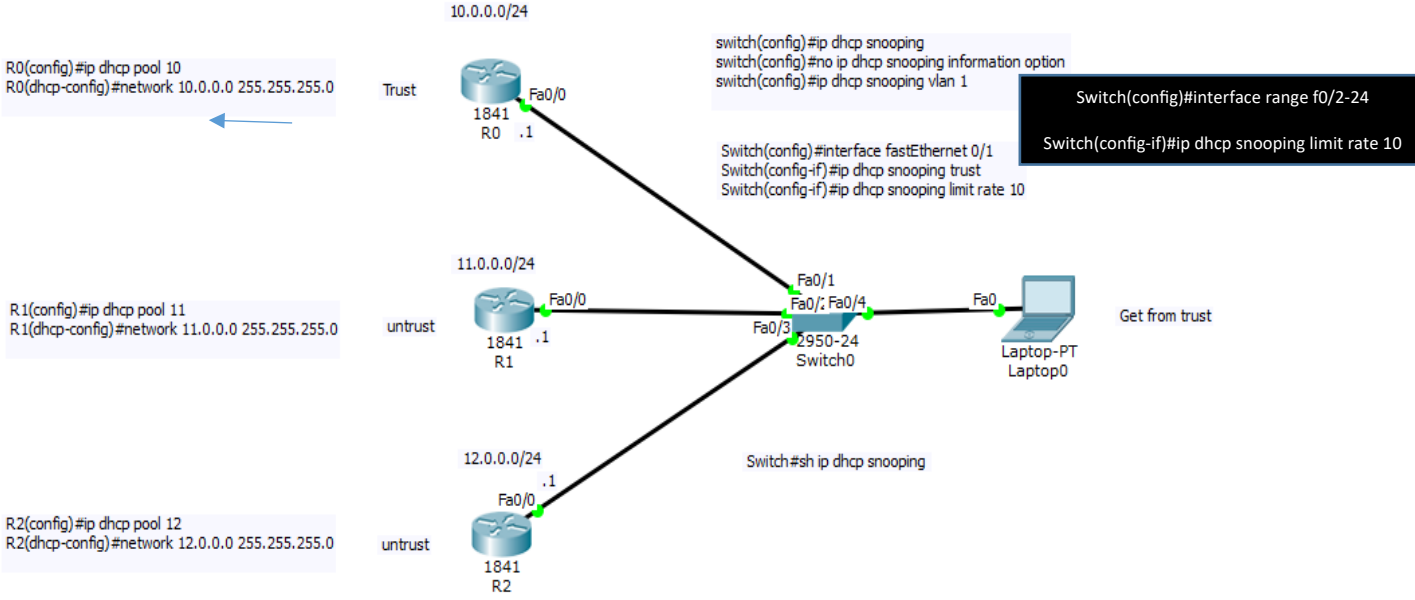 10.0.0.0/24
R0(config)#ip dhcp pool 10
R0(dhcp-config)#network 10.0.0.0 255.255.255.0
Trust
Fa0/0
1841
R0
.1
switch(config)#ip dhcp snooping
switch(config)#no ip dhcp snooping information option
switch(config)#ip dhcp snooping vlan 1
Switch(config)#interface range f0/2-24
Switch(config-if)#ip dhcp snooping limit rate 10
Switch(config)#interface fastEthernet 0/1
Switch(config-if)#ip dhcp snooping trust
Switch(config-if)#ip dhcp snooping limit rate 10
11.0.0.0/24
R1(config)#ip dhcp pool 11
R1(dhcp-config)#network 11.0.0.0 255.255.255.0
untrust
Fa0/0
.1
1841
R1
Fa0/1
Fa0/4
Fa0/3
2950-24
Switch0
Fa0
Laptop-PT
Laptop0
Get from trust
12.0.0.0/24
.1
Fa0/0
Switch#sh ip dhcp snooping
R2(config)#ip dhcp pool 12
R2(dhcp-config)#network 12.0.0.0 255.255.255.0
untrust
1841
R2